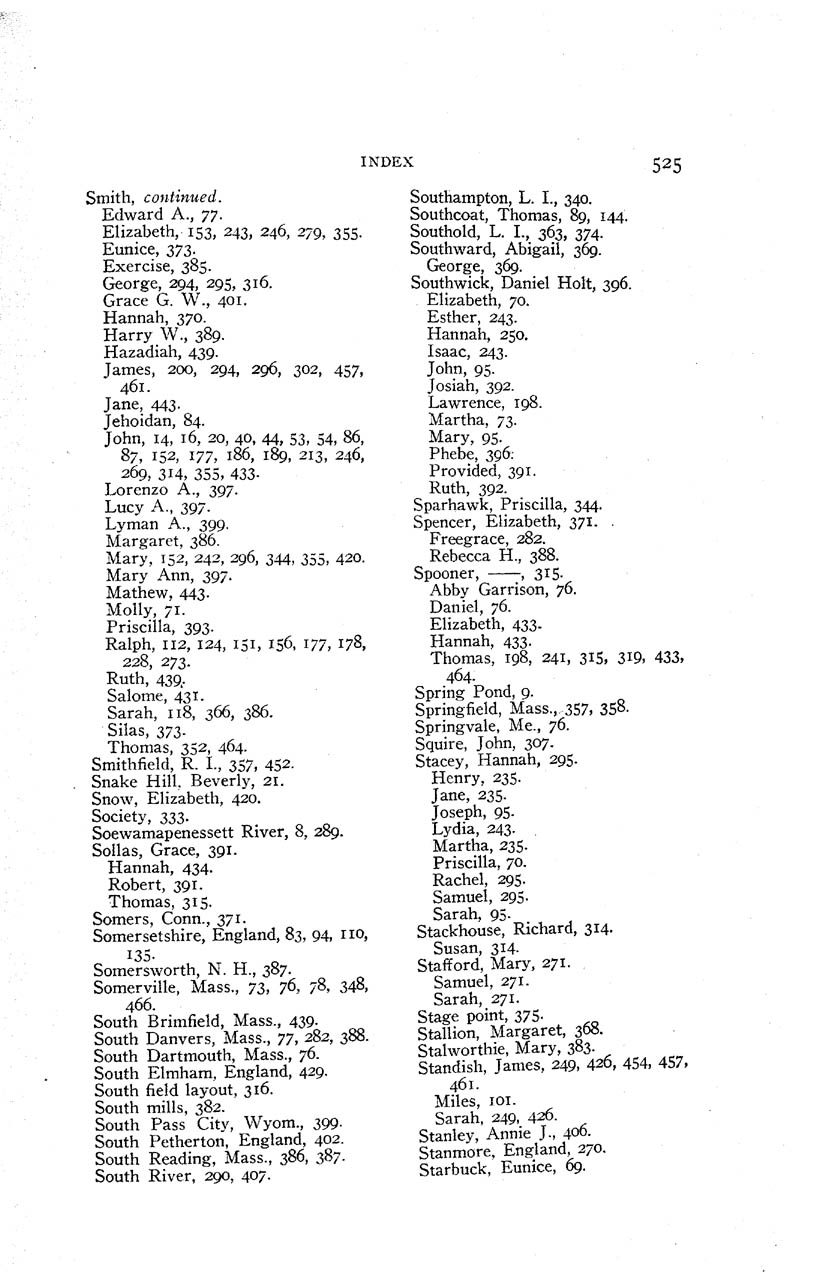 INDEX 525
Smith, continued.
Edward A., 77.
Elizabeth, 153, 243, 246, 279, 355.
Eunice, 373.
Exercise, 385.
George, 294, 295, 316.
Grace G. W., 401.
Hannah, 370.
Harry W., 389.
Hazadiah, 439.
James, 200, 294, 296, 302, 457,
461.
Jane, 443.
Jehoidan, 84.
John, 14, 16, 20, 40, 44, 53, 54, 86,
87, 152, 177, 186, 189, 213, 246,
269, 314, 355, 433.
Lorenzo A., 397.
Lucy A., 397.
Lyman A., 399.
Margaret, 386.
Mary, 152, 242, 296, 344, 355, 420.
Mary Ann, 397.
Mathew, 443.
Molly, 71.
Priscilla, 393.
Ralph, 112, 124, 151, 156, 177, 178,
228, 273.
Ruth, 439.
Salome, 431.
Sarah, 118, 366, 386.
Silas, 373.
Thomas, 352, 464.
Smithfield, R. I., 357, 452.
Snake Hill, Beverly, 21.
Snow, Elizabeth, 420.
Society, 333.
Soewamapenessett River, 8, 289.
Sollas, Grace, 391.
Hannah, 434.
Robert, 391.
Thomas, 315.
Somers, Conn., 371.
Somersetshire, England, 83, 94, 110,
135.
Somersworth, N. H., 387.
Somerville, Mass., 73, 76, 78, 348,
466.
South Brimfield, Mass., 439.
South Danvers, Mass., 77, 282, 388.
South Dartmouth, Mass., 76.
South Elmham, England, 429.
South field layout, 316.
South mills, 382.
South Pass City, Wyom., 399.
South Petherton, England, 402.
South Reading, Mass., 386, 387.
South River, 290, 407.
Southampton, L. I., 340.
Southcoat, Thomas, 89, 144.
Southold, L. I., 363, 374.
Southward, Abigail, 369.
George, 369.
Southwick, Daniel Holt, 396.
Elizabeth, 70.
Esther, 243.
Hannah, 250.
Isaac, 243.
John, 95.
Josiah, 392.
Lawrence, 198.
Martha, 73.
Mary, 95.
Phebe, 396.
Provided, 391.
Ruth, 392.
Sparhawk, Priscilla, 344.
Spencer, Elizabeth, 371.
Freegrace, 282.
Rebecca H., 388.
Spooner, ——, 315.
Abby Garrison, 76.
Daniel, 76.
Elizabeth, 433.
Hannah, 433.
Thomas, 198, 241, 315, 319, 433,
464.
Spring Pond, 9.
Springfield, Mass., 357, 358.
Springvale, Me., 76.
Squire, John, 307.
Stacey, Hannah, 295.
Henry, 235.
Jane, 235.
Joseph, 95.
Lydia, 243.
Martha, 235.
Priscilla, 70.
Rachel, 295.
Samuel, 295.
Sarah, 95.
Stackhouse, Richard, 314.
Susan, 314.
Stafford, Mary, 271.
Samuel, 271.
Sarah, 271.
Stage point, 375.
Stallion, Margaret, 368.
Stalworthie, Mary, 383.
Standish, James, 249, 426, 454, 457,
461.
Miles, 101.
Sarah, 249, 426.
Stanley, Annie J., 406.
Stanmore, England, 270.
Starbuck, Eunice, 69.